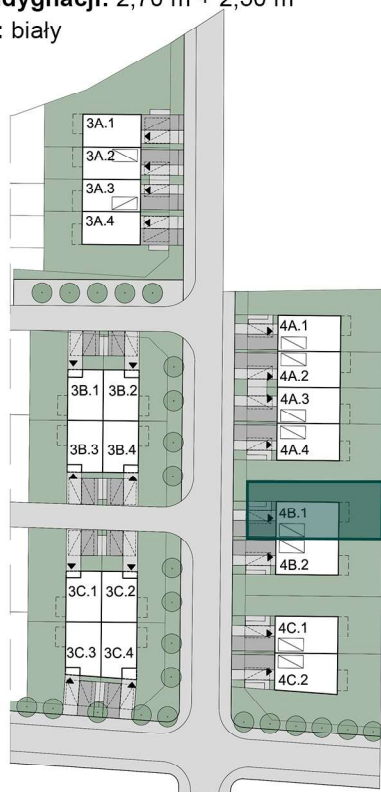 dygnacji: 2,70 m + 2,50 m
: biały
3A.1
3A.2
3A.3
3A.4
4A.1
4A.2
4A.3
4A.4
3B.1 3B.2
3B.3 3B.4
4B.1
4B.2
3C.1 3C.2
3C.3 3C.4
4C.1
4C.2